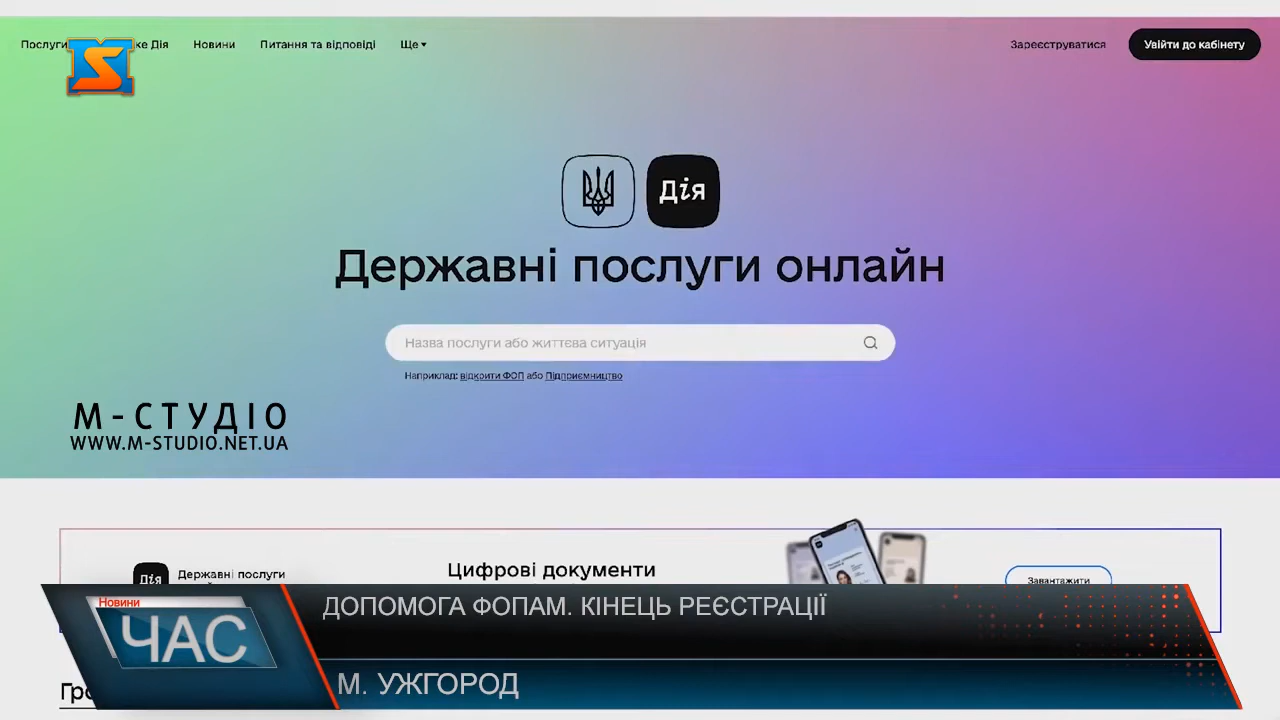 Послуги
ке Дія
Новини
Питання та відповіді
Ще
Зареєструватися
Увійти до кабінету
Дія
Державні послуги онлайн
Назва послуги або життєва ситуація
Наприклад: відкрити ФОП або Підприємництво
М-СТУДІО
WWW.M-STUDIO.NET.UA
Дія
Державні послуги
Цифрові документи
Завантажити
Новини
ЧАС
ДОПОМОГА ФОПАМ. КІНЕЦЬ РЕЄСТРАЦІЇ
М. УЖГОРОД